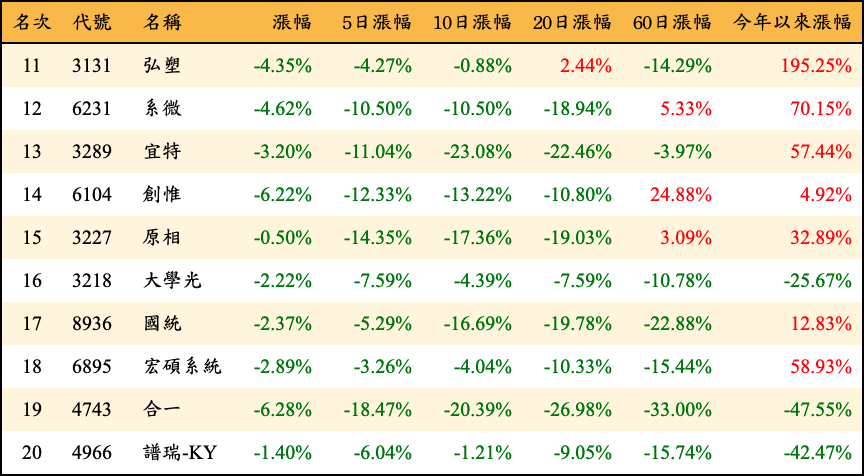 名次 代號 名稱 漲幅 5日漲幅 10日漲幅 20日漲幅 60日漲幅 今年以來漲幅
11 3131 弘塑 -4.35% -4.27% -0.88% 2.44% -14.29% 195.25%
12 6231 系微 -4.62% -10.50% -10.50% -18.94% 5.33% 70.15%
13 3289 宜特 -3.20% -11.04% -23.08% -22.46% -3.97% 57.44%
14 6104 創惟 -6.22% -12.33% -13.22% -10.80% 24.88% 4.92%
15 3227 原相 -0.50% -14.35% -17.36% -19.03% 3.09% 32.89%
16 3218 大學光 -2.22% -7.59% -4.39% -7.59% -10.78% -25.67%
17 8936 國統 -2.37% -5.29% -16.69% -19.78% -22.88% 12.83%
18 6895 宏碩系統 -2.89% -3.26% -4.04% -10.33% -15.44% 58.93%
19 4743 合一 -6.28% -18.47% -20.39% -26.98% -33.00% -47.55%
20 4966 譜瑞-KY -1.40% -6.04% -1.21% -9.05% -15.74% -42.47%